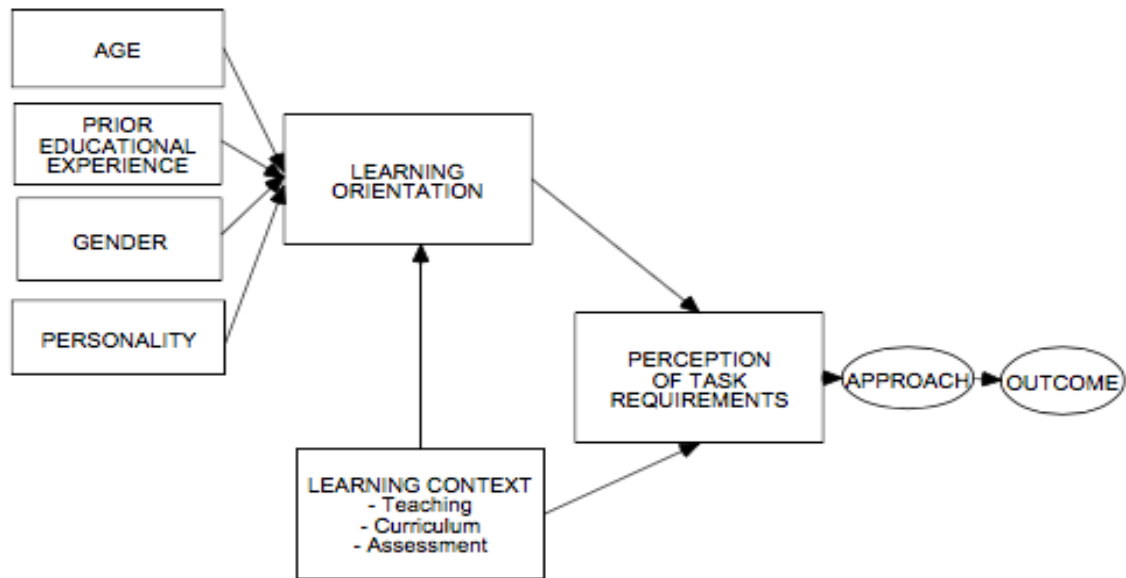 AGE
PRIOR
EDUCATIONAL
EXPERIENCE
GENDER
PERSONALITY
LEARNING
ORIENTATION
LEARNING CONTEXT
- Teaching
- Curriculum
- Assessment
PERCEPTION
OF TASK
REQUIREMENTS
APPROACH
OUTCOME